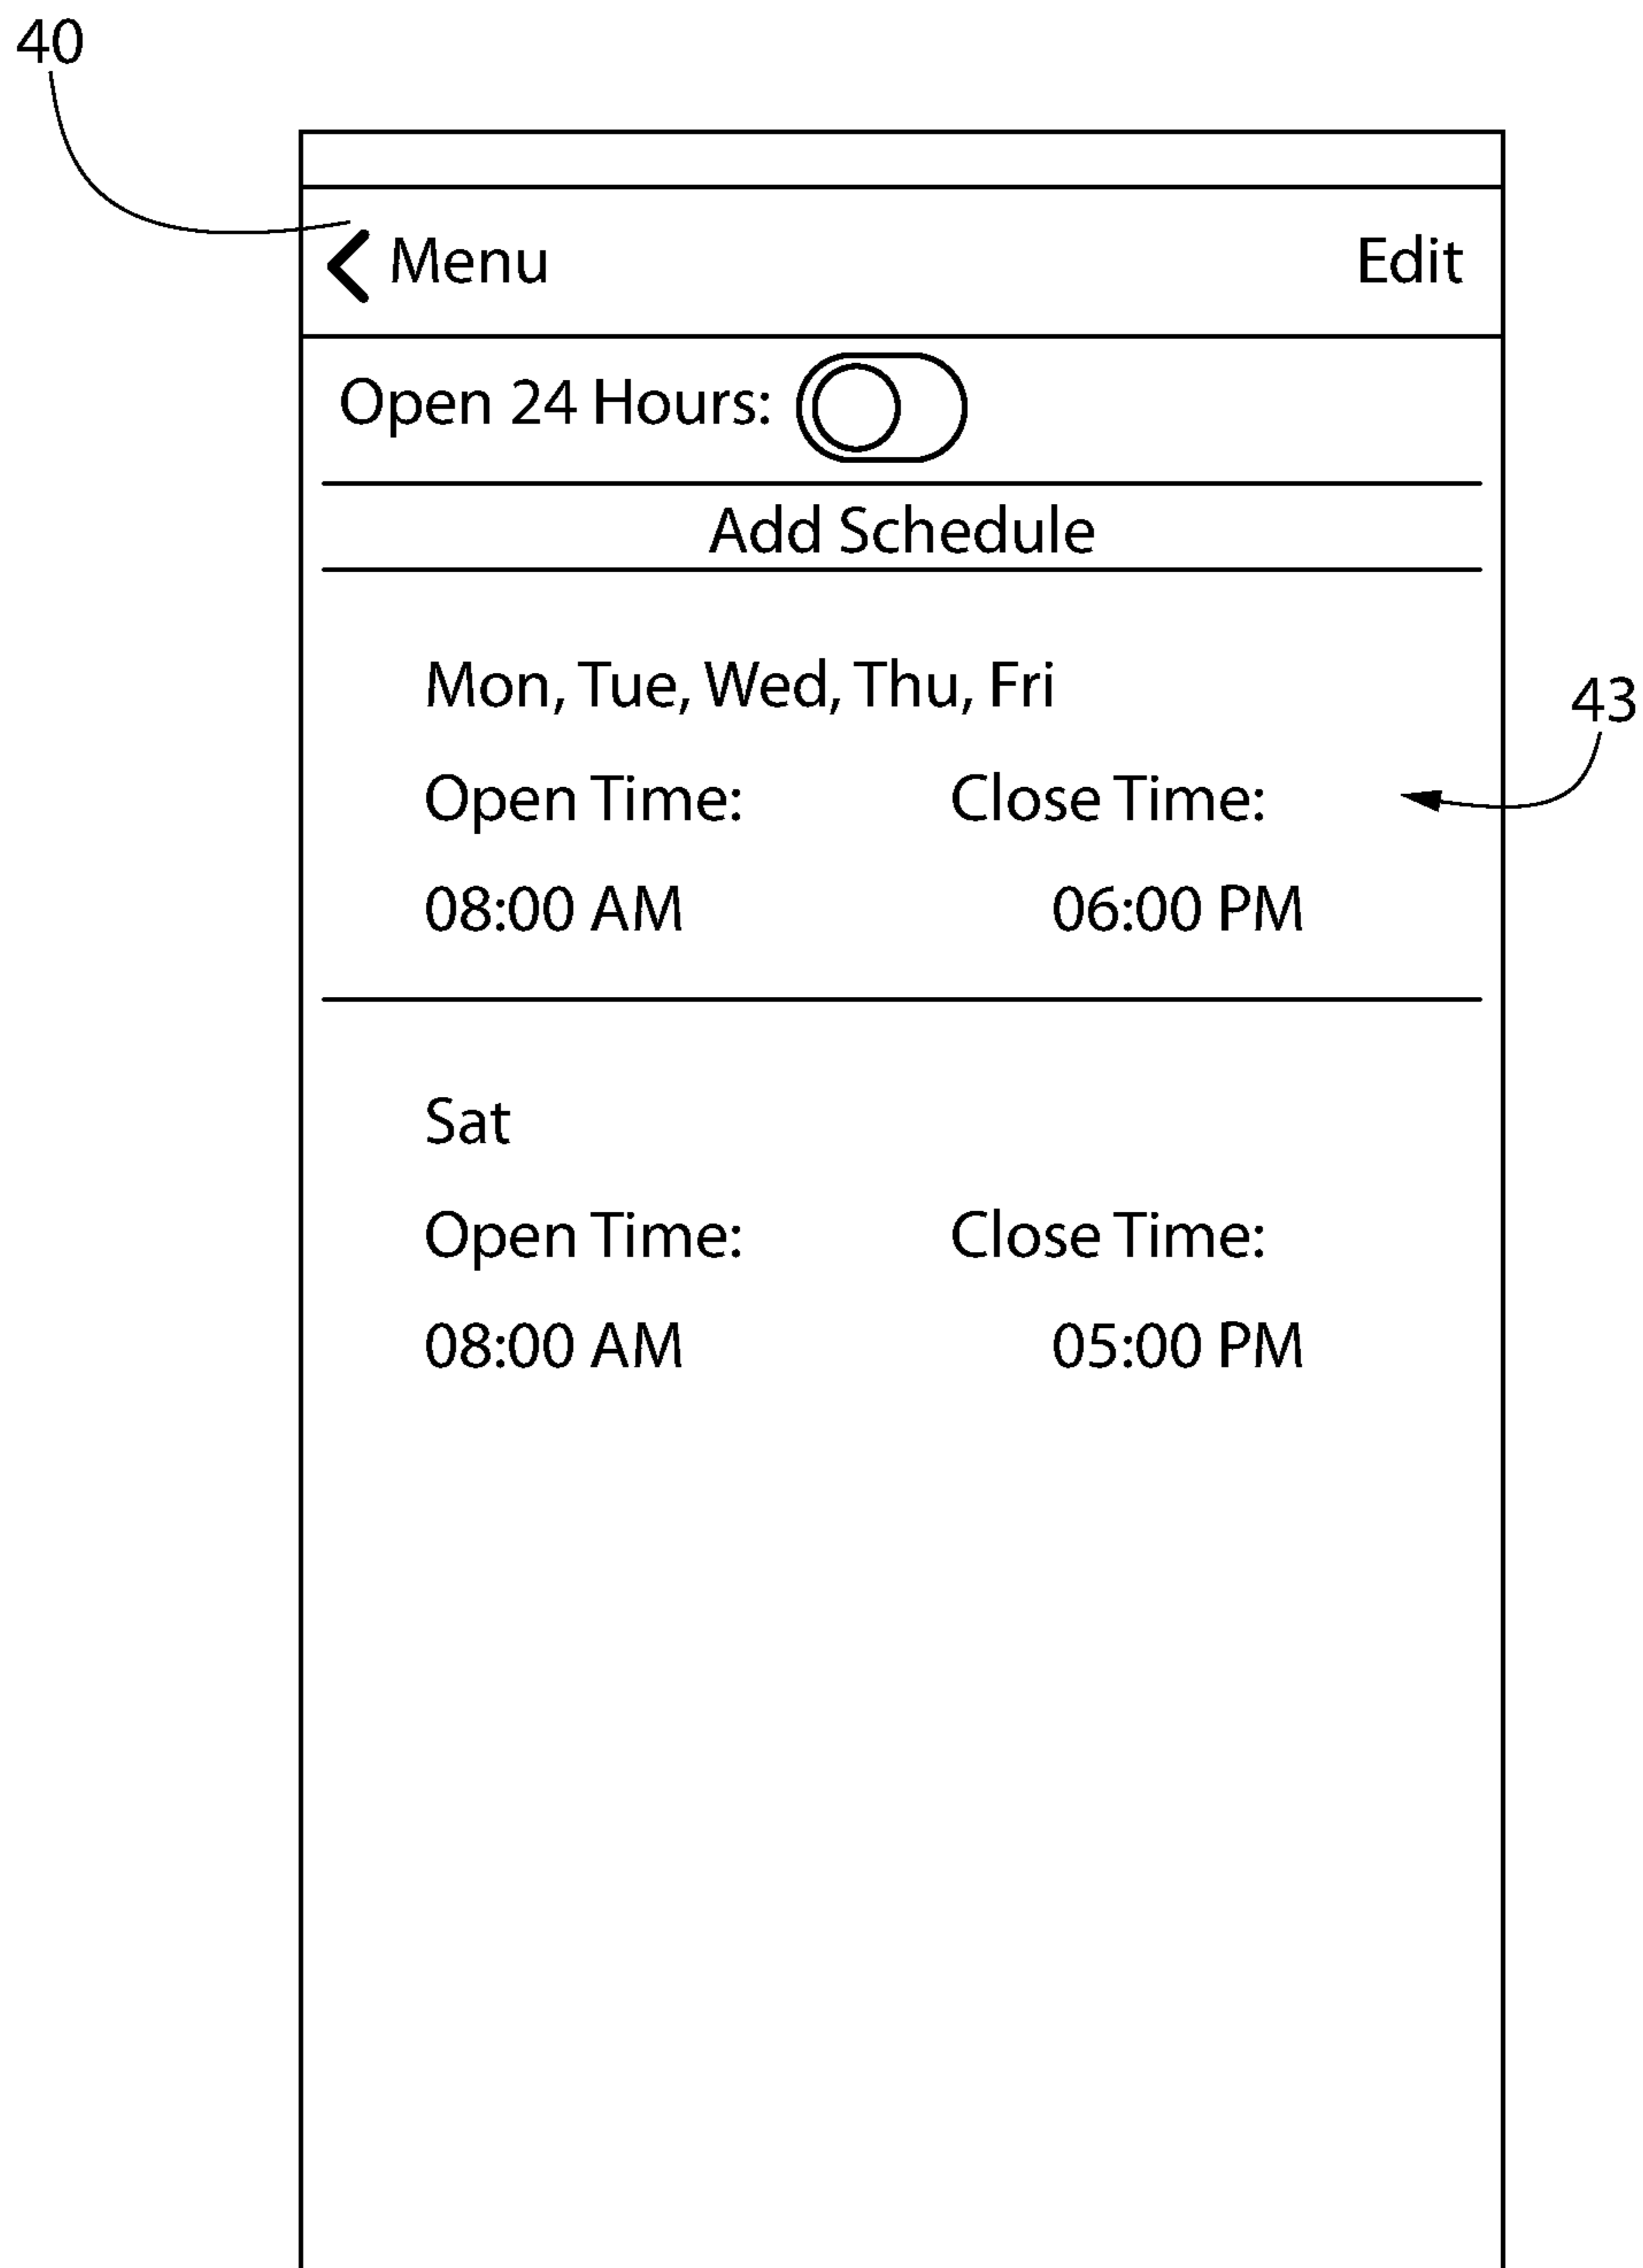 40
Menu Edit
Open 24 Hours:
Add Schedule
Mon, Tue, Wed, Thu, Fri
43
Open Time: Close Time:
08:00 AM 06:00 PM
Sat
Open Time: Close Time:
08:00 AM 05:00 PM